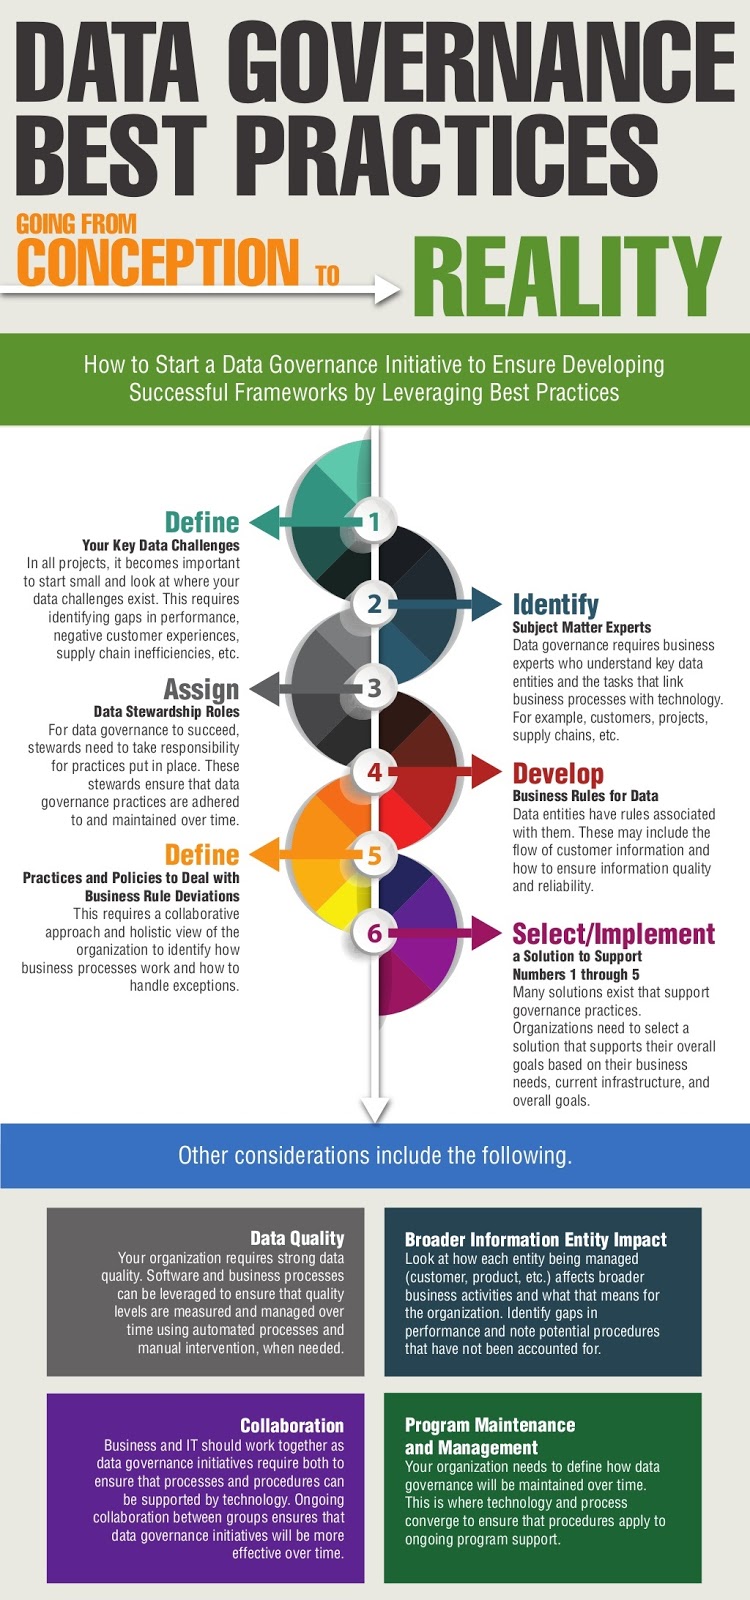 DATA GOVERNANCE
BEST PRACTICES
GOING FROM
CONCEPTION TO
REALITY
How to Start a Data Governance Initiative to Ensure Developing
Successful Frameworks by Leveraging Best Practices
1
Define
Your Key Data Challenges
In all projects, it becomes important
to start small and look at where your
data challenges exist. This requires
identifying gaps in performance,
negative customer experiences,
supply chain inefficiencies, etc.
2
Identify
Subject Matter Experts
Data governance requires business
experts who understand key data
entities and the tasks that link
business processes with technology.
For example, customers, projects,
supply chains, etc.
3
Assign
Data Stewardship Roles
For data governance to succeed,
stewards need to take responsibility
for practices put in place. These
stewards ensure that data
governance practices are adhered
to and maintained over time.
4
Develop
Business Rules for Data
Data entities have rules associated
with them. These may include the
flow of customer information and
how to ensure information quality
and reliability.
5
Define
Practices and Policies to Deal with
Business Rule Deviations
This requires a collaborative
approach and holistic view of the
organization to identify how
business processes work and how to
handle exceptions.
6
Select/Implement
a Solution to Support
Numbers 1 through 5
Many solutions exist that support
governance practices.
Organizations need to select a
solution that supports their overall
goals based on their business
needs, current infrastructure, and
overall goals.
Other considerations include the following.
Data Quality
Your organization requires strong data
quality. Software and business processes
can be leveraged to ensure that quality
levels are measured and managed over
time using automated processes and
manual intervention, when needed.
Broader Information Entity Impact
Look at how each entity being managed
(customer, product, etc.) affects broader
business activities and what that means for
the organization. Identify gaps in
performance and note potential procedures
that have not been accounted for.
Collaboration
Business and IT should work together as
data governance initiatives require both to
ensure that processes and procedures can
be supported by technology. Ongoing
collaboration between groups ensures that
data governance initiatives will be more
effective over time.
Program Maintenance
and Management
Your organization needs to define how data
governance will be maintained over time.
This is where technology and process
converge to ensure that procedures apply to
ongoing program support.